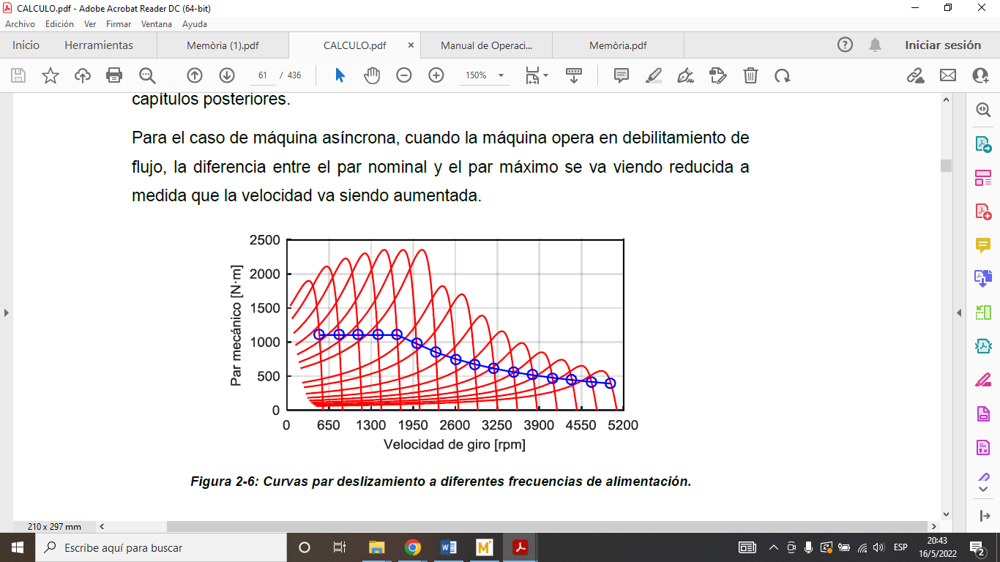 CALCULO.pdf - Adobe Acrobat Reader DC (64-bit)
Archivo Edición Ver Firmar Ventana Ayuda
Inicio Herramientas Memòria (1).pdf CALCULO.pdf × Manual de Operaci... Memòria.pdf Iniciar sesión
61 / 436 150%
capítulos posteriores.
Para el caso de máquina asíncrona, cuando la máquina opera en debilitamiento de
flujo, la diferencia entre el par nominal y el par máximo se va viendo reducida a
medida que la velocidad va siendo aumentada.
2500
2000
1500
1000
500
0
Par mecánico [N·m]
0 650 1300 1950 2600 3250 3900 4550 5200
Velocidad de giro [rpm]
Figura 2-6: Curvas par deslizamiento a diferentes frecuencias de alimentación.
210 x 297 mm
Escribe aquí para buscar
ESP
20:43
16/5/2022
2